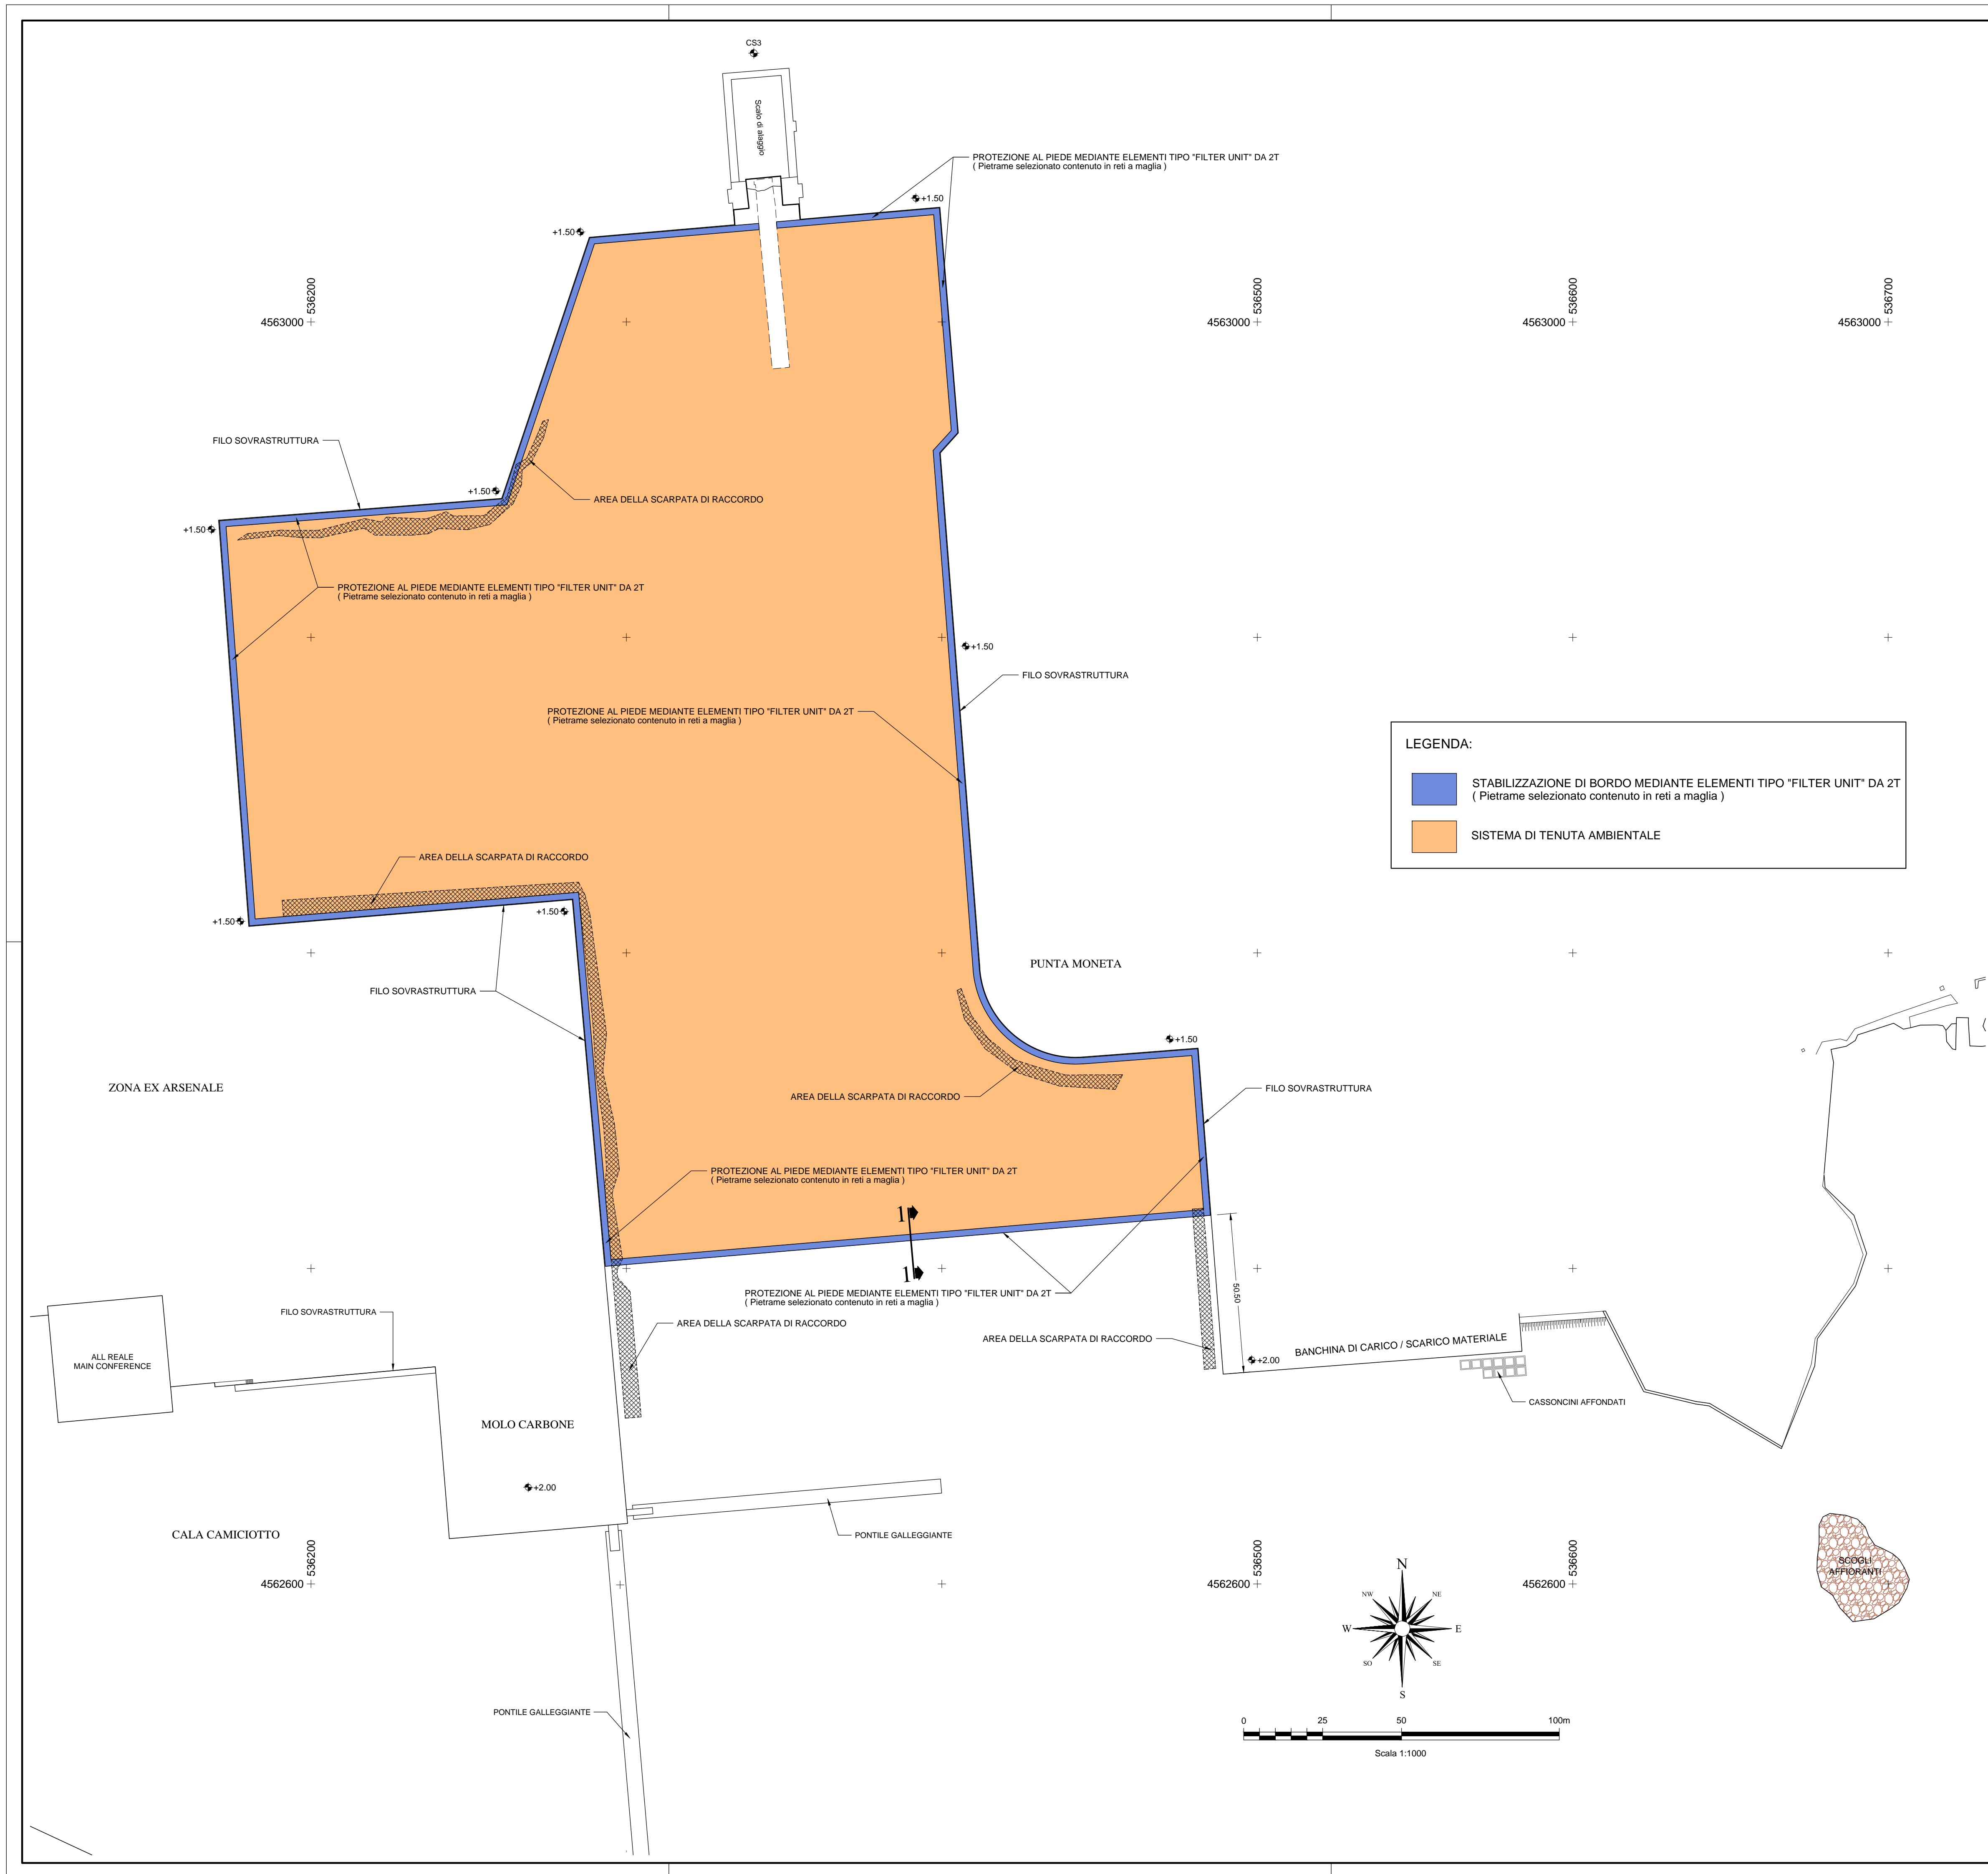 CS3
Scalo di alaggio
PROTEZIONE AL PIEDE MEDIANTE ELEMENTI TIPO "FILTER UNIT" DA 2T
( Pietrame selezionato contenuto in reti a maglia )
+1.50
+1.50
536200
4563000
536500
4563000
536600
4563000
536700
4563000
FILO SOVRASTRUTTURA
+1.50
AREA DELLA SCARPATA DI RACCORDO
+1.50
PROTEZIONE AL PIEDE MEDIANTE ELEMENTI TIPO "FILTER UNIT" DA 2T
( Pietrame selezionato contenuto in reti a maglia )
+1.50
FILO SOVRASTRUTTURA
PROTEZIONE AL PIEDE MEDIANTE ELEMENTI TIPO "FILTER UNIT" DA 2T
( Pietrame selezionato contenuto in reti a maglia )
LEGENDA:
STABILIZZAZIONE DI BORDO MEDIANTE ELEMENTI TIPO "FILTER UNIT" DA 2T
( Pietrame selezionato contenuto in reti a maglia )
SISTEMA DI TENUTA AMBIENTALE
AREA DELLA SCARPATA DI RACCORDO
+1.50
+1.50
PUNTA MONETA
FILO SOVRASTRUTTURA
+1.50
ZONA EX ARSENALE
FILO SOVRASTRUTTURA
AREA DELLA SCARPATA DI RACCORDO
PROTEZIONE AL PIEDE MEDIANTE ELEMENTI TIPO "FILTER UNIT" DA 2T
( Pietrame selezionato contenuto in reti a maglia )
1
1
PROTEZIONE AL PIEDE MEDIANTE ELEMENTI TIPO "FILTER UNIT" DA 2T
( Pietrame selezionato contenuto in reti a maglia )
50.50
FILO SOVRASTRUTTURA
AREA DELLA SCARPATA DI RACCORDO
AREA DELLA SCARPATA DI RACCORDO
BANCHINA DI CARICO / SCARICO MATERIALE
+2.00
ALL REALE
MAIN CONFERENCE
CASSONCINI AFFONDATI
MOLO CARBONE
+2.00
CALA CAMICIOTTO
PONTILE GALLEGGIANTE
536200
4562600
536500
4562600
536600
4562600
SCOGLI
AFFIORANTI
N
NW
NE
W
E
SO
SE
S
PONTILE GALLEGGIANTE
0
25
50
100m
Scala 1:1000